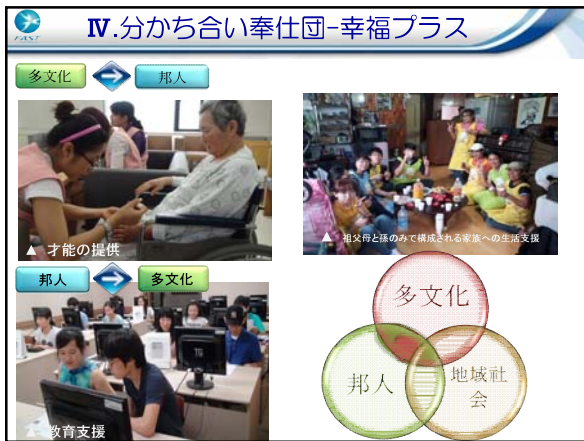 FAST
Ⅳ.分かち合い奉仕団-幸福プラス
多文化
邦人
▲ 才能の提供
▲ 祖父母と孫のみで構成される家族への生活支援
邦人
多文化
▲ 教育支援
多文化
邦人
地域社
会